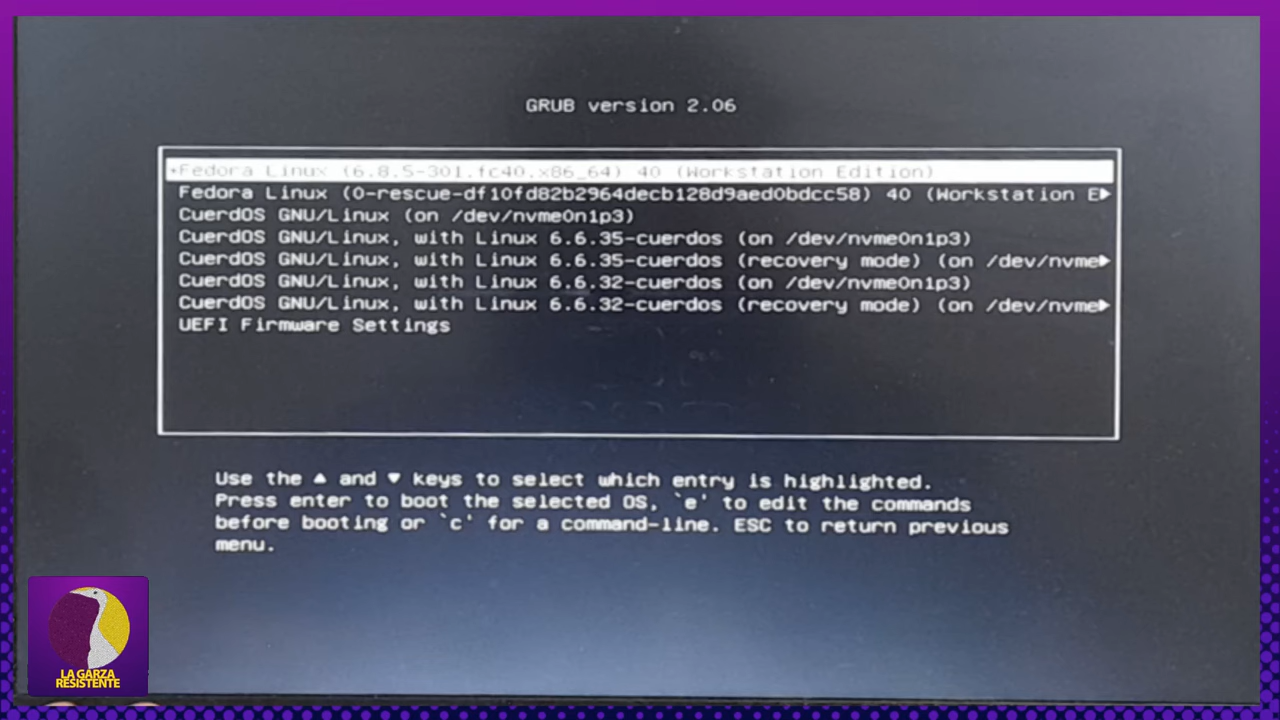 GRUB version 2.06
*Fedora Linux (6.8.5-301.fc40.x86_64) 40 (Workstation Edition)
Fedora Linux (0-rescue-df10fd82b2964decb128d9aed0bdcc58) 40 (Workstation E▶
CuerdOS GNU/Linux (on /dev/nvme0n1p3)
CuerdOS GNU/Linux, with Linux 6.6.35-cuerdos (on /dev/nvme0n1p3)
CuerdOS GNU/Linux, with Linux 6.6.35-cuerdos (recovery mode) (on /dev/nvme▶
CuerdOS GNU/Linux, with Linux 6.6.32-cuerdos (on /dev/nvme0n1p3)
CuerdOS GNU/Linux, with Linux 6.6.32-cuerdos (recovery mode) (on /dev/nvme▶
UEFI Firmware Settings
Use the ▲ and ▼ keys to select which entry is highlighted.
Press enter to boot the selected OS, `e' to edit the commands
before booting or `c' for a command-line. ESC to return previous
menu.
LA GARZA
RESISTENTE